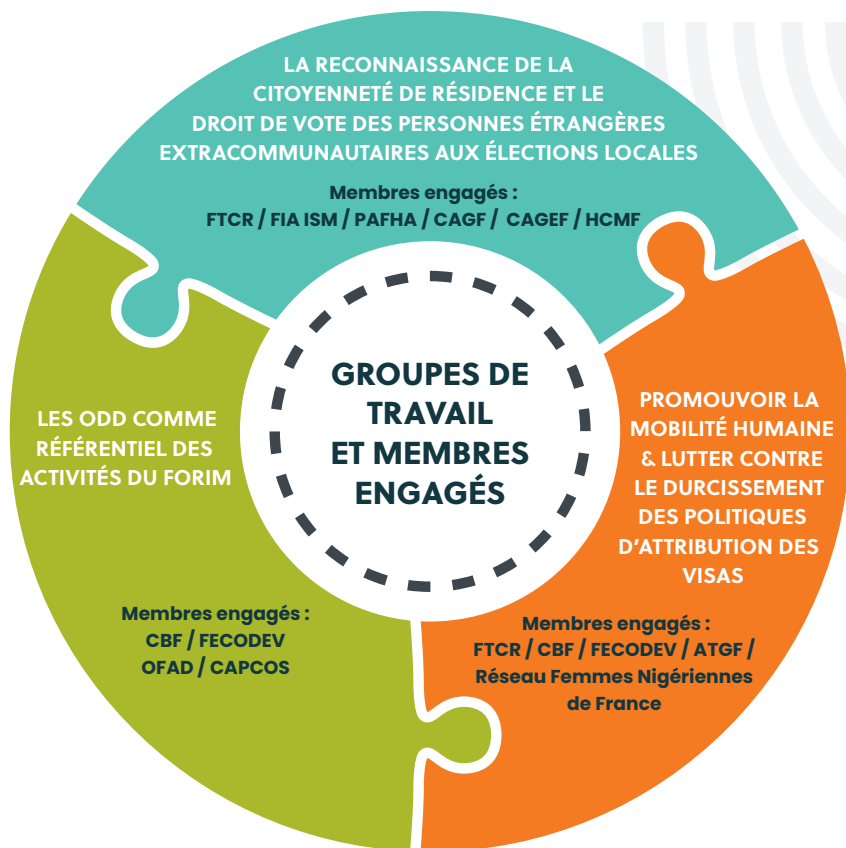 LA RECONNAISSANCE DE LA
CITOYENNETÉ DE RÉSIDENCE ET LE
DROIT DE VOTE DES PERSONNES ÉTRANGÈRES
EXTRACOMMUNAUTAIRES AUX ÉLECTIONS LOCALES
Membres engagés :
FTCR / FIA ISM / PAFHA / CAGF / CAGEF / HCMF
GROUPES DE
TRAVAIL
ET MEMBRES
ENGAGÉS
LES ODD COMME
RÉFÉRENTIEL DES
ACTIVITÉS DU FORIM
Membres engagés :
CBF / FECODEV
OFAD / CAPCOS
PROMOUVOIR LA
MOBILITÉ HUMAINE
& LUTTER CONTRE
LE DURCISSEMENT
DES POLITIQUES
D’ATTRIBUTION DES
VISAS
Membres engagés :
FTCR / CBF / FECODEV / ATGF /
Réseau Femmes Nigériennes
de France